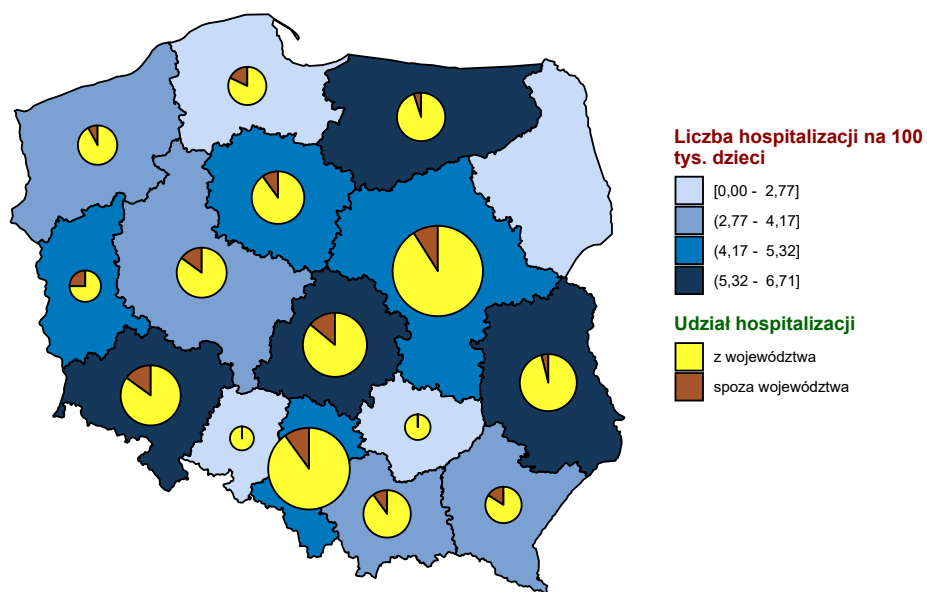 Liczba hospitalizacji na 100
tys. dzieci
[0,00 - 2,77]
(2,77 - 4,17]
(4,17 - 5,32]
(5,32 - 6,71]
Udział hospitalizacji
z województwa
spoza województwa